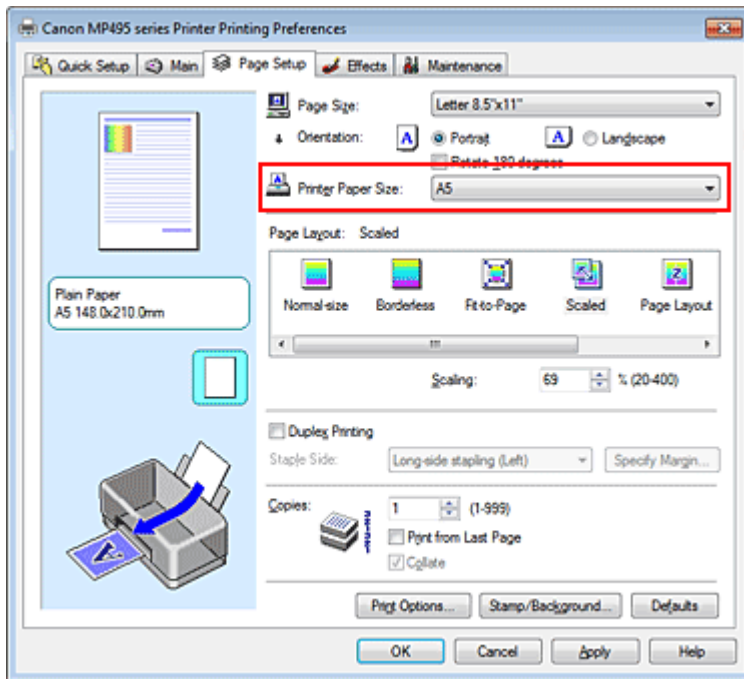 Canon MP495 series Printer Printing Preferences
Quick Setup Main Page Setup Effects Maintenance
Page Size: Letter 8.5"x11"
Orientation: A Portrait A Landscape
Rotate 180 degrees
Printer Paper Size: A5
Page Layout: Scaled
Normal-size Borderless Fit-to-Page Scaled Page Layout
Plain Paper
A5 148.0x210.0mm
Scaling: 69 % (20-400)
Duplex Printing
Staple Side: Long-side stapling (Left) Specify Margin...
Copies: 1 (1-999)
Print from Last Page
Collate
Print Options... Stamp/Background... Defaults
OK Cancel Apply Help